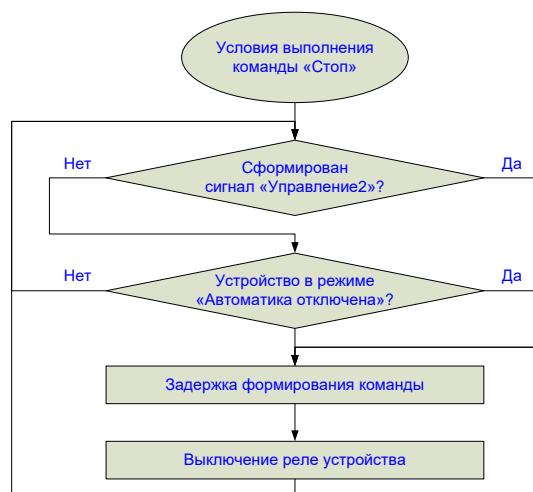 Условия выполнения
команды «Стоп»
Нет
Да
Сформирован
сигнал «Управление2»?
Нет
Да
Устройство в режиме
«Автоматика отключена»?
Задержка формирования команды
Выключение реле устройства